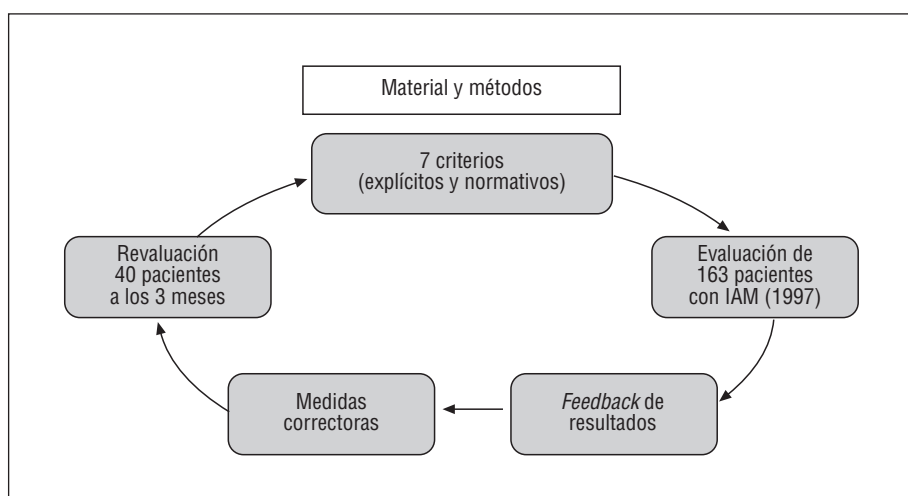 Material y métodos
7 criterios
(explícitos y normativos)
Evaluación de
163 pacientes
con IAM (1997)
Feedback de
resultados
Medidas
correctoras
Revaluación
40 pacientes
a los 3 meses